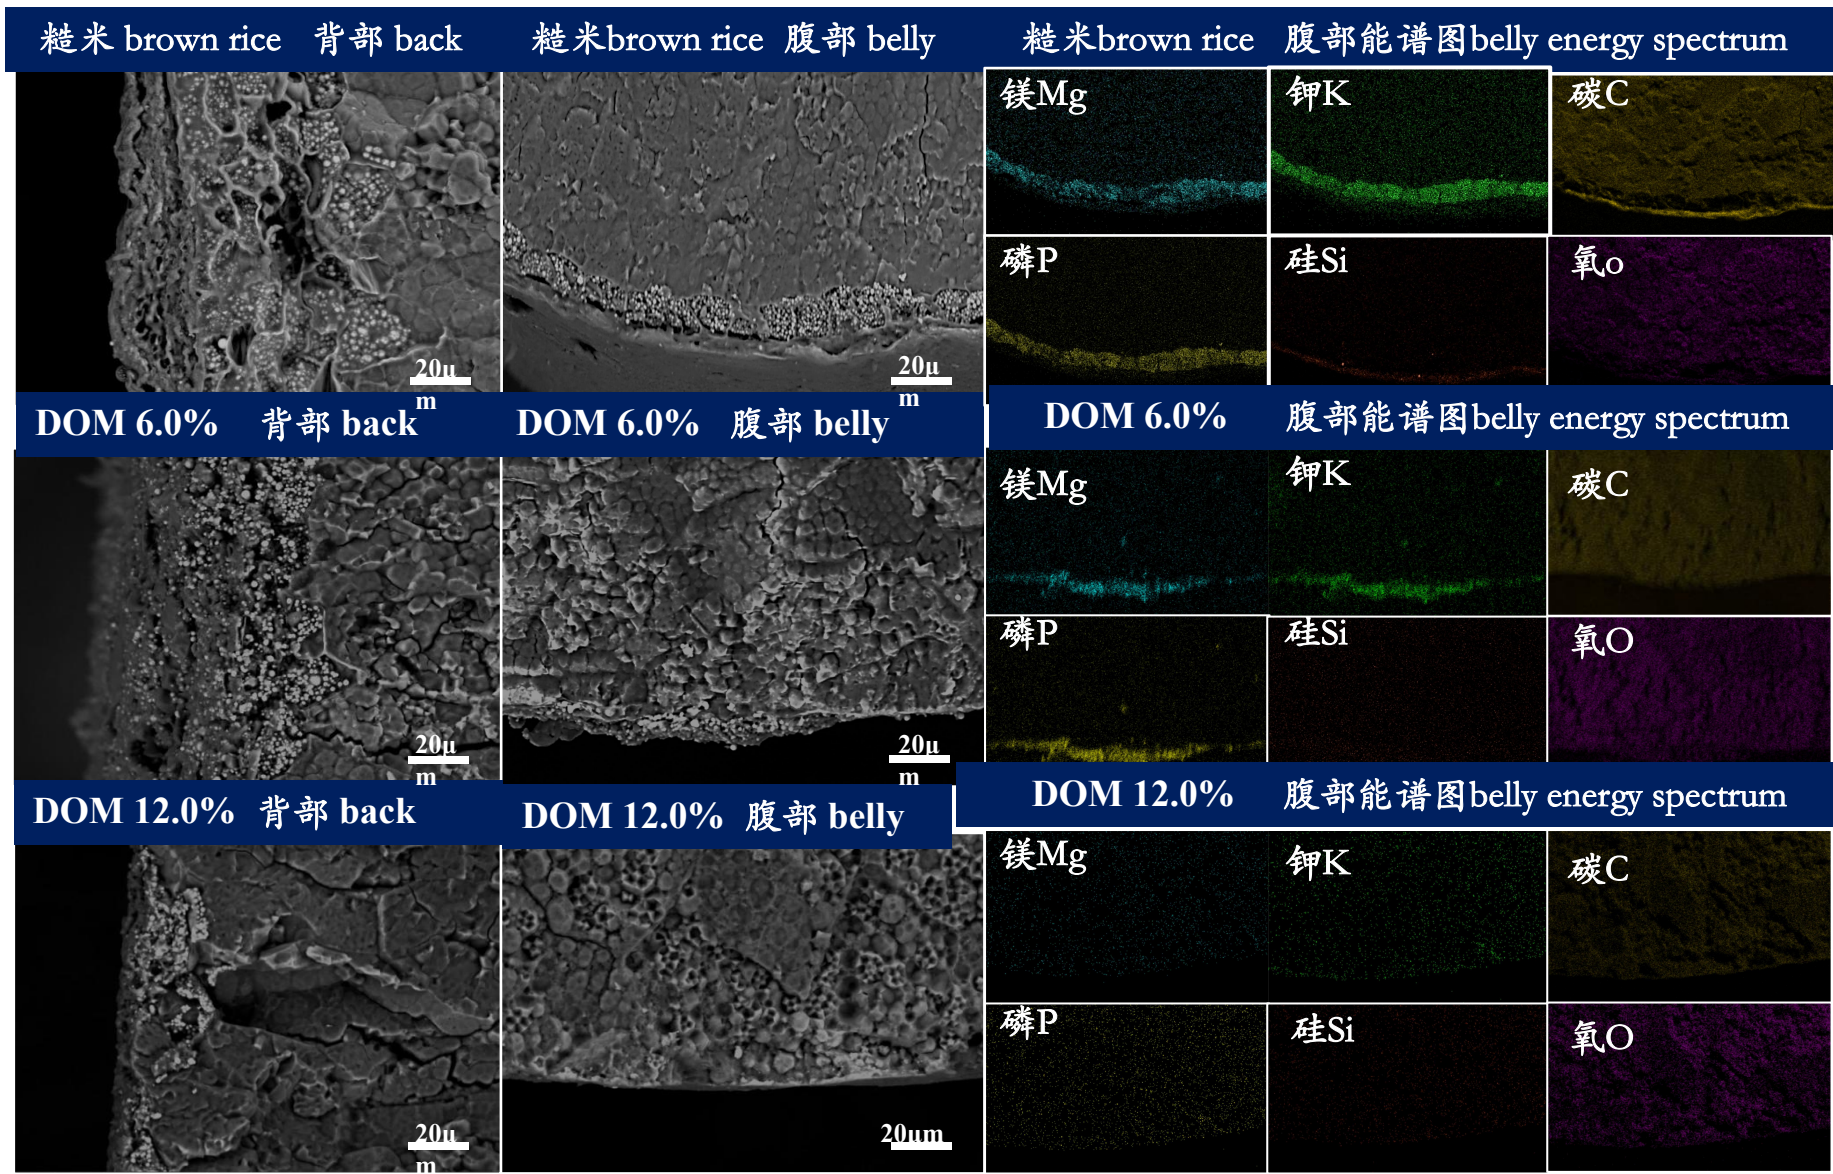 糙米 brown rice 背部 back
糙米brown rice 腹部 belly
糙米brown rice 腹部能谱图belly energy spectrum
镁Mg
钾K
碳C
磷P
硅Si
氧o
20μ
m
20μ
m
DOM 6.0% 背部 back
DOM 6.0% 腹部 belly
DOM 6.0% 腹部能谱图belly energy spectrum
镁Mg
钾K
碳C
磷P
硅Si
氧O
20μ
m
20μ
m
DOM 12.0% 背部 back
DOM 12.0% 腹部 belly
DOM 12.0% 腹部能谱图belly energy spectrum
镁Mg
钾K
碳C
磷P
硅Si
氧O
20μ
m
20μm